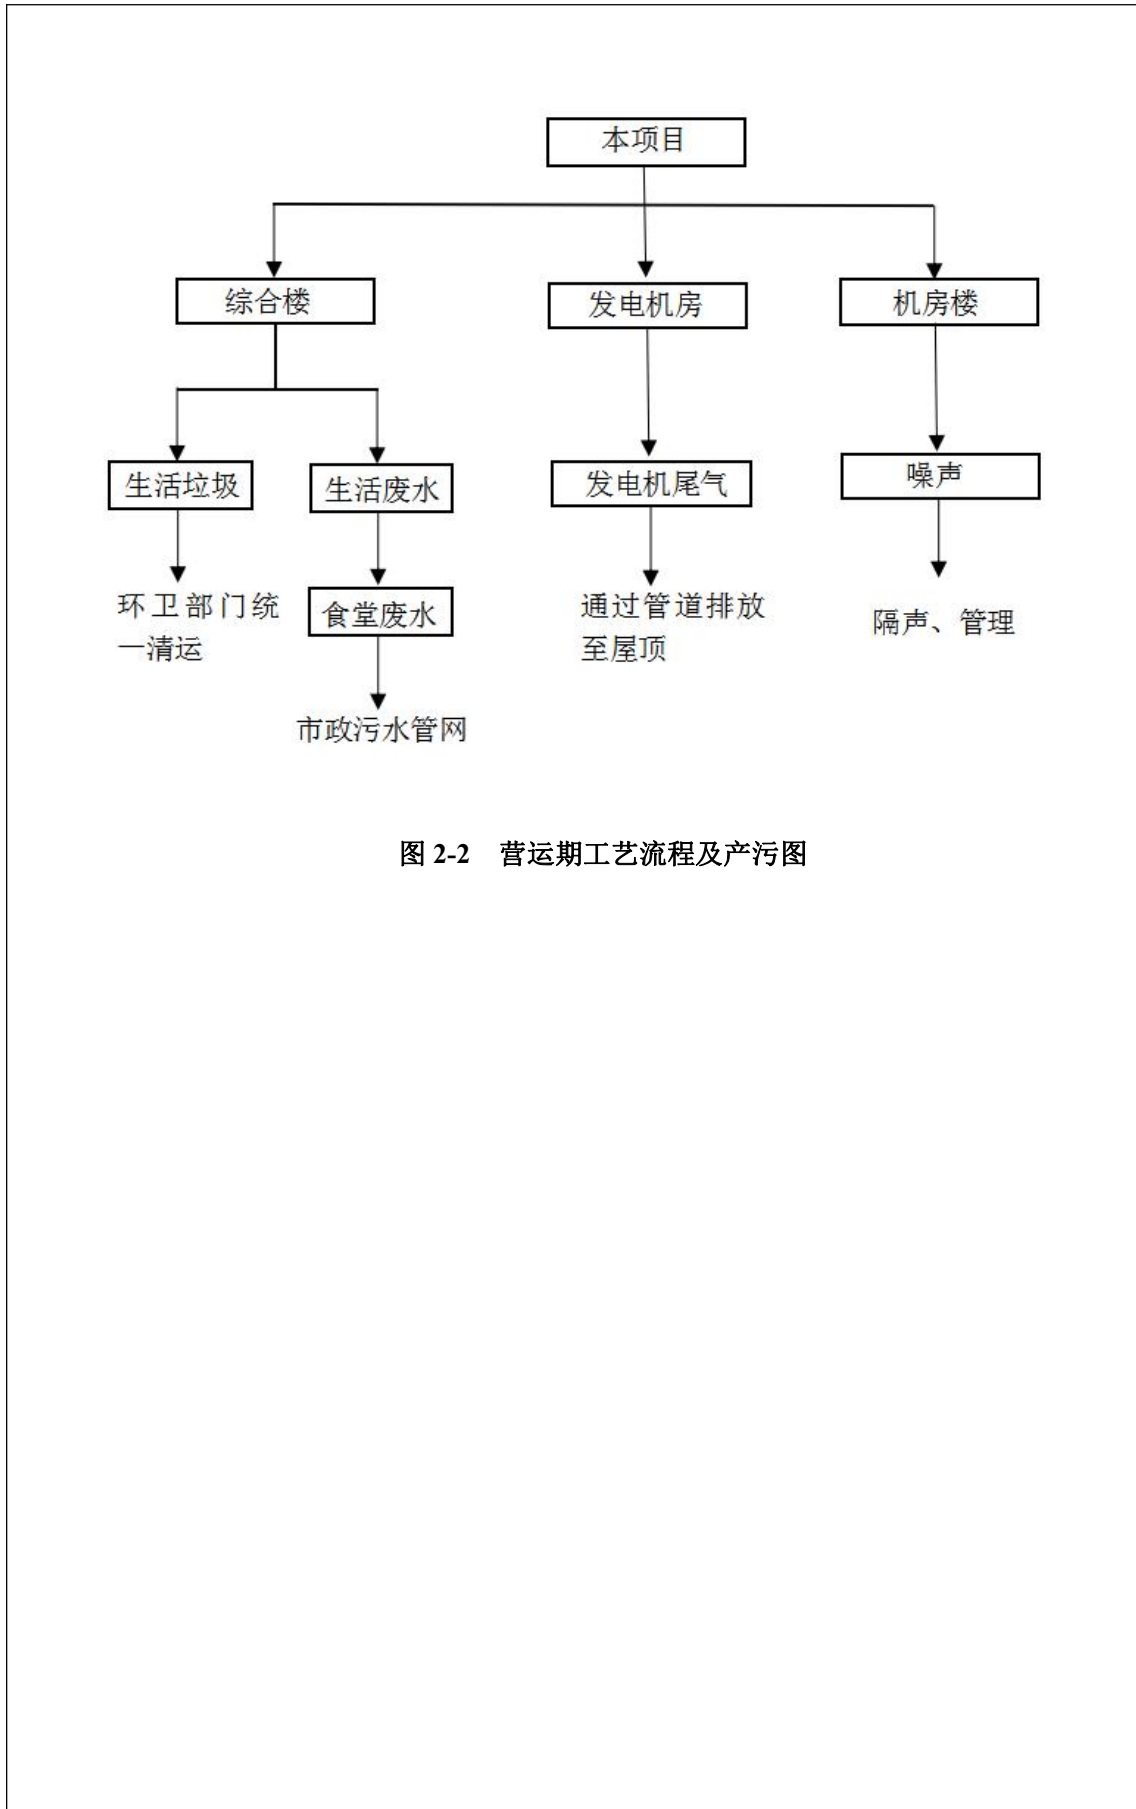 本项目
综合楼
发电机房
机房楼
生活垃圾
生活废水
发电机尾气
噪声
环卫部门统
一清运
食堂废水
通过管道排放
至屋顶
隔声、管理
市政污水管网
图 2-2 营运期工艺流程及产污图